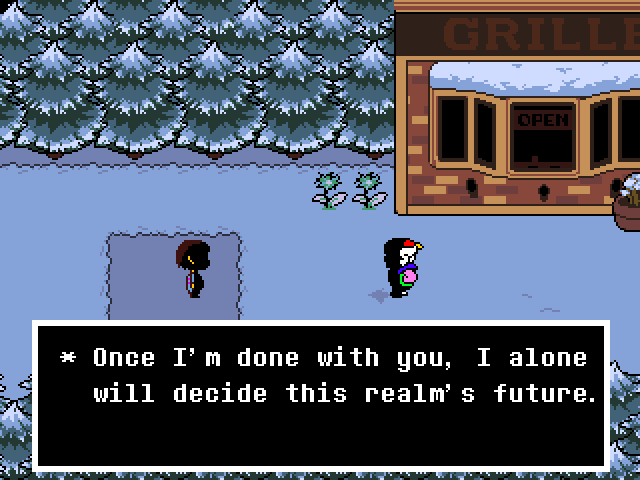 GRILLB
OPEN
* Once I'm done with you, I alone
will decide this realm's future.